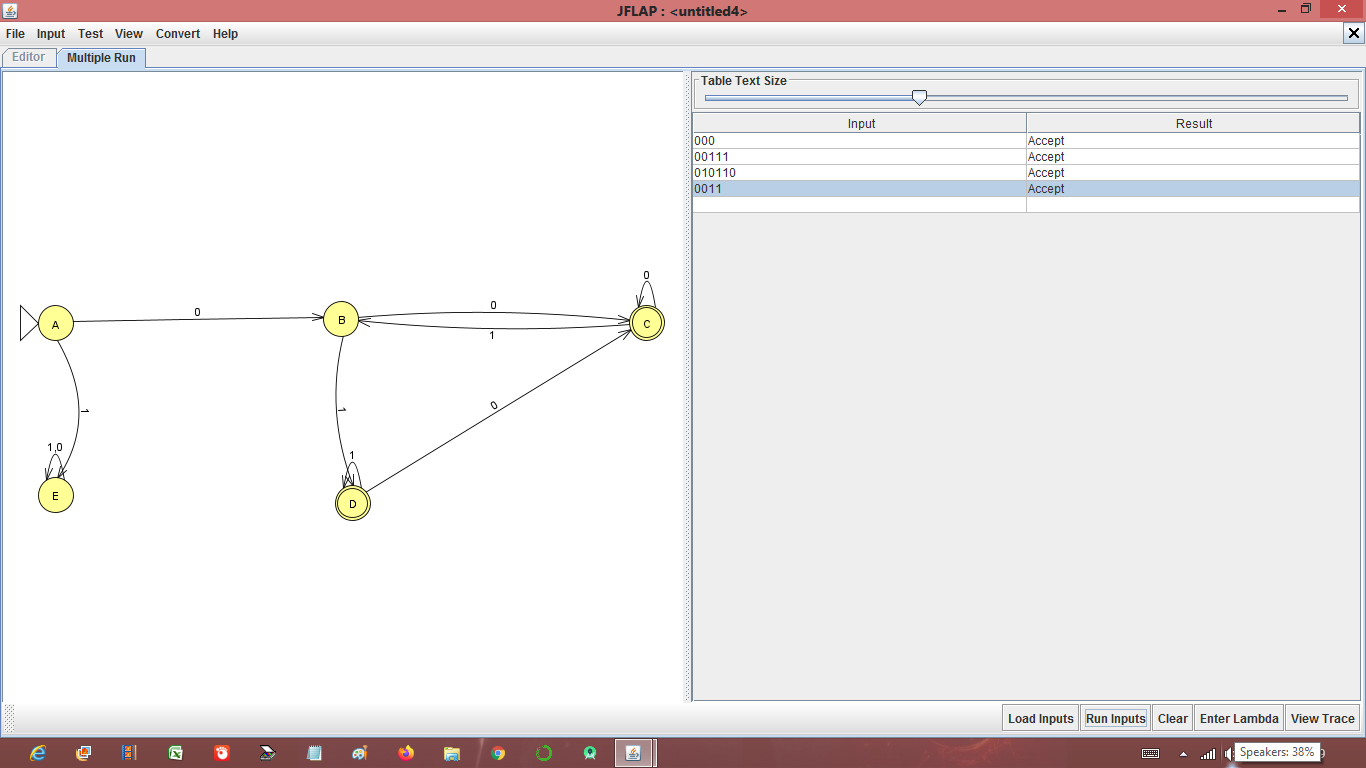 JFLAP : <untitled4>
File Input Test View Convert Help
Editor Multiple Run
Table Text Size
Input Result
000 Accept
00111 Accept
010110 Accept
0011 Accept
0
0
0
A
B
C
1
1
1
0
1,0
1
E
D
Load Inputs Run Inputs Clear Enter Lambda View Trace
Speakers: 38%
9